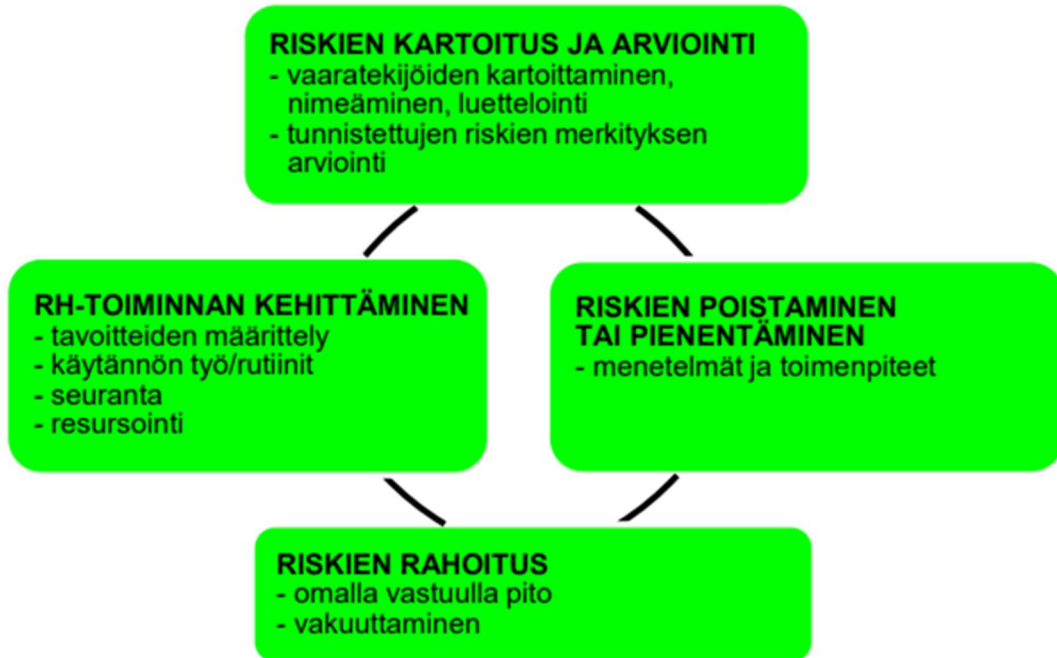 RISKIEN KARTOITUS JA ARVIOINTI
- vaaratekijöiden kartoittaminen,
nimeäminen, luettelointi
- tunnistettujen riskien merkityksen
arviointi
RH-TOIMINNAN KEHITTÄMINEN
- tavoitteiden määrittely
- käytännön työ/rutiinit
- seuranta
- resursointi
RISKIEN POISTAMINEN
TAI PIENENTÄMINEN
- menetelmät ja toimenpiteet
RISKIEN RAHOITUS
- omalla vastuulla pito
- vakuuttaminen